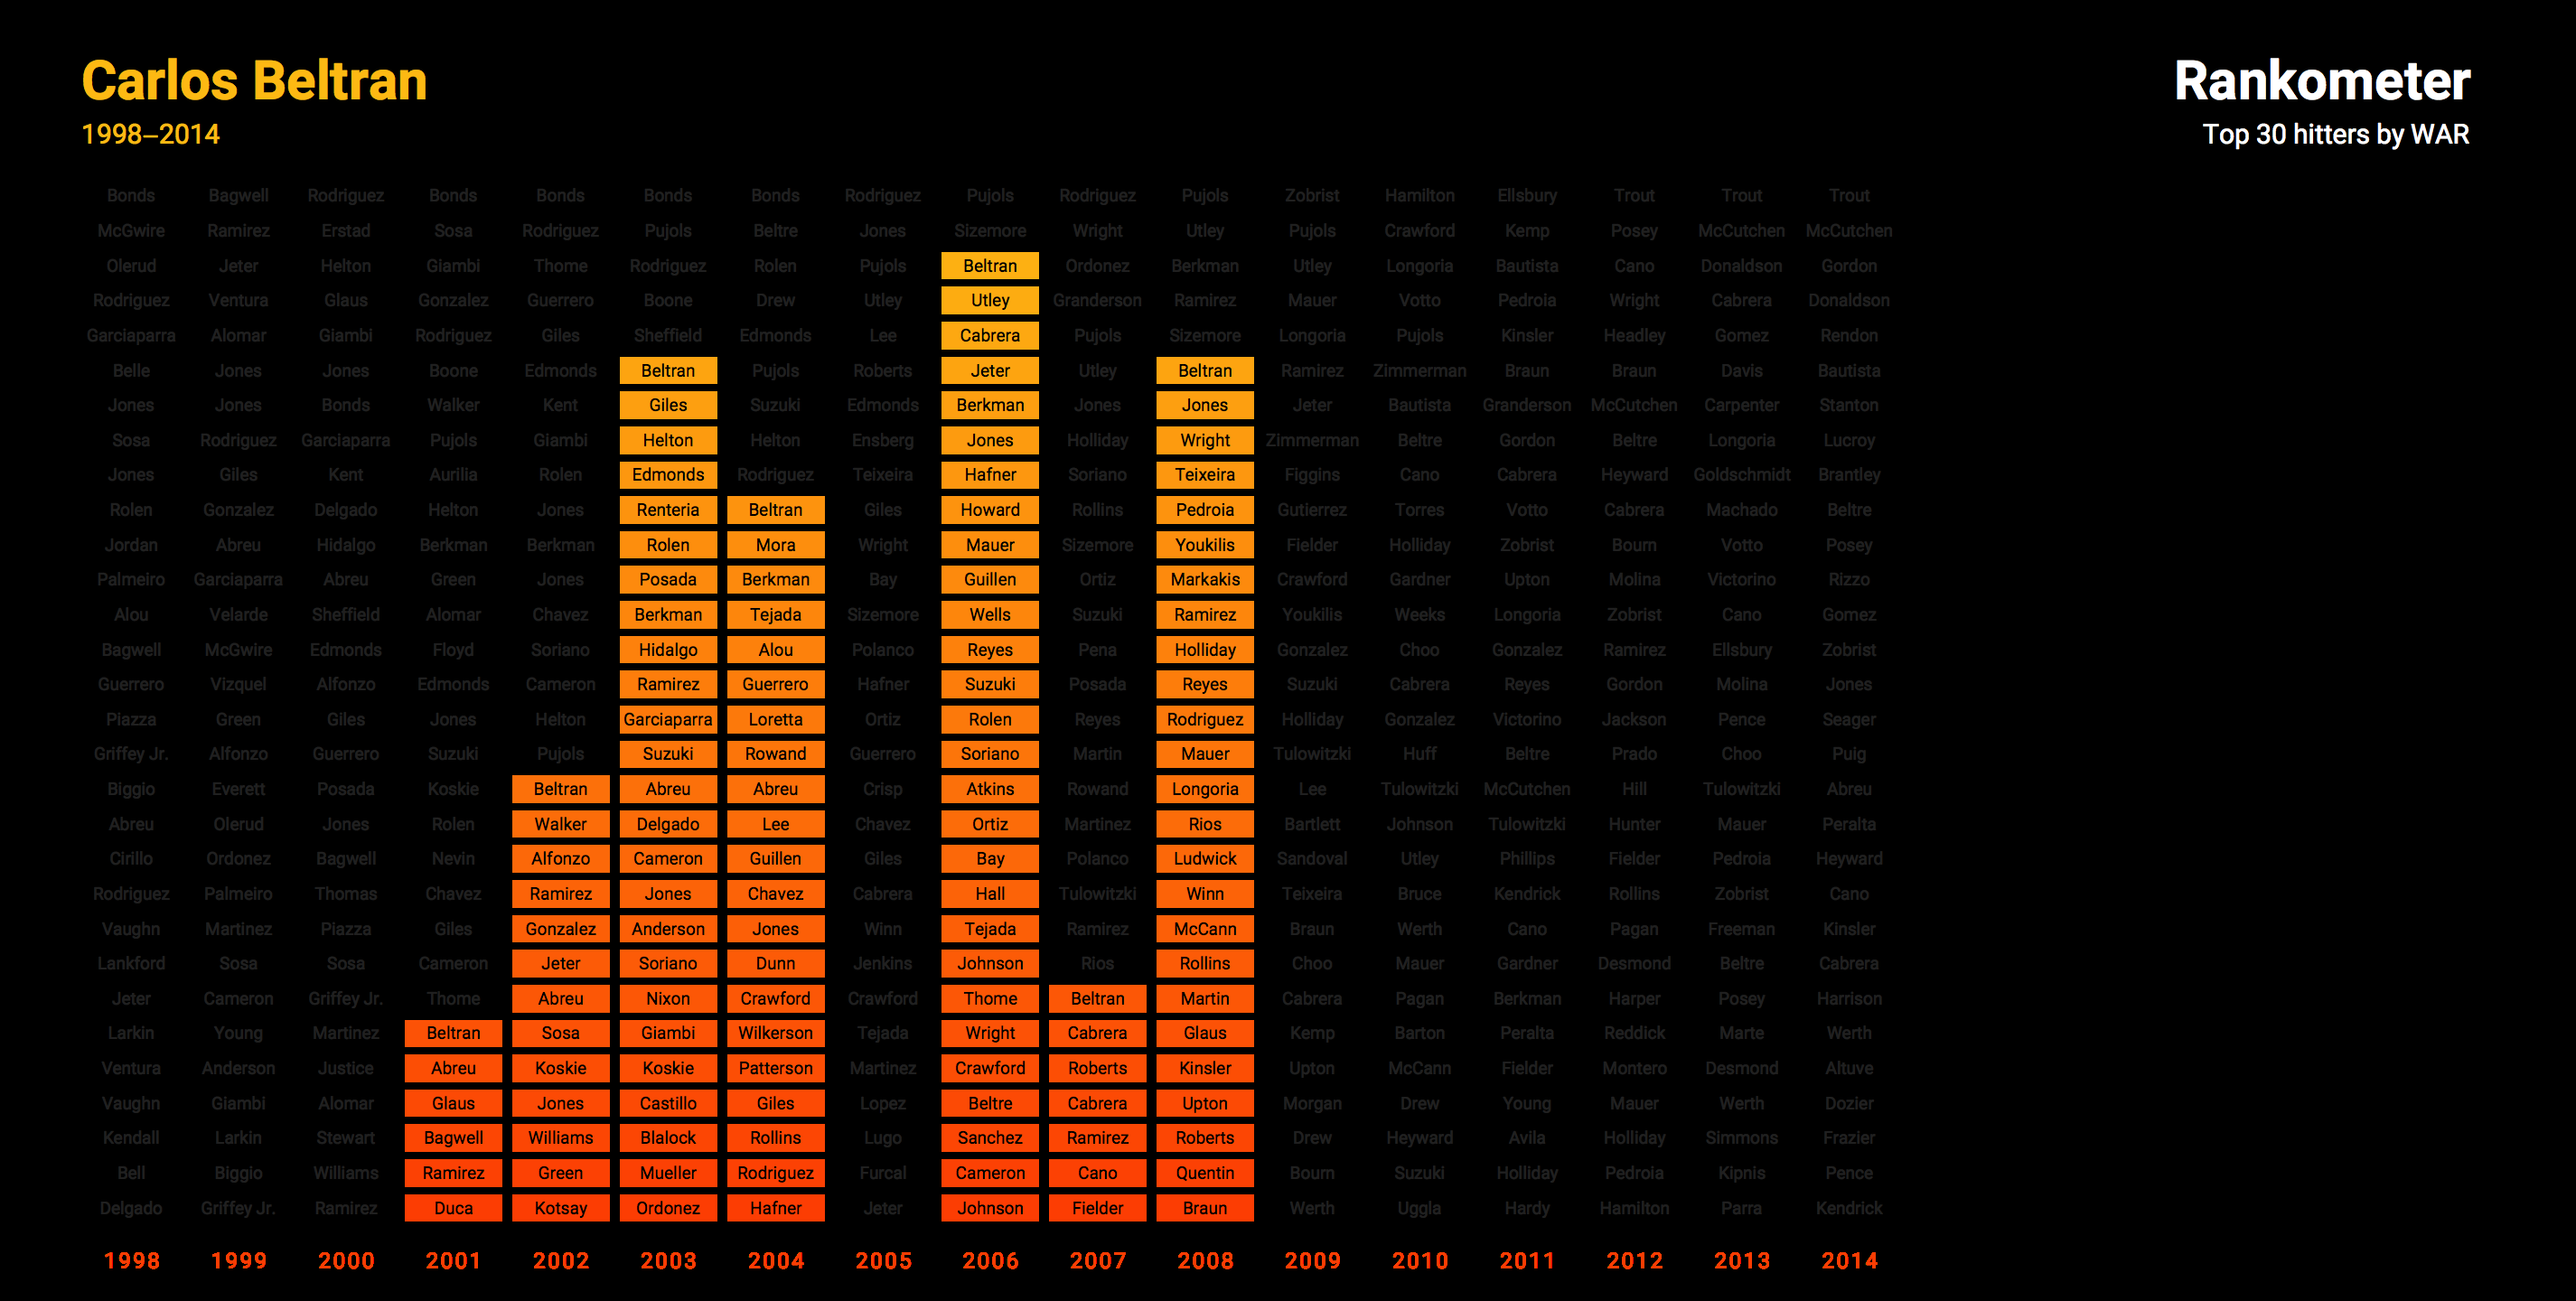 Carlos Beltran
1998–2014
Rankometer
Top 30 hitters by WAR
Bonds Bagwell Rodriguez Bonds Bonds Bonds Bonds Rodriguez Pujols Rodriguez Pujols Zobrist Hamilton Ellsbury Trout Trout Trout
McGwire Ramirez Erstad Sosa Rodriguez Pujols Beltre Jones Sizemore Wright Utley Pujols Crawford Kemp Posey McCutchen McCutchen
Olerud Jeter Helton Giambi Thome Rodriguez Rolen Pujols Beltran Ordonez Berkman Utley Longoria Bautista Cano Donaldson Gordon
Rodriguez Ventura Glaus Gonzalez Guerrero Boone Drew Utley Utley Granderson Ramirez Mauer Votto Pedroia Wright Cabrera Donaldson
Garciaparra Alomar Giambi Rodriguez Giles Sheffield Edmonds Lee Cabrera Pujols Sizemore Longoria Pujols Kinsler Headley Gomez Rendon
Belle Jones Jones Boone Edmonds Beltran Pujols Roberts Jeter Utley Beltran Ramirez Zimmerman Braun Braun Davis Bautista
Jones Jones Bonds Walker Kent Giles Suzuki Edmonds Berkman Jones Jones Jeter Bautista Granderson McCutchen Carpenter Stanton
Sosa Rodriguez Garciaparra Pujols Giambi Helton Helton Ensberg Jones Holliday Wright Zimmerman Beltre Gordon Beltre Longoria Lucroy
Jones Giles Kent Aurilia Rolen Edmonds Rodriguez Teixeira Hafner Soriano Teixeira Figgins Cano Cabrera Heyward Goldschmidt Brantley
Rolen Gonzalez Delgado Helton Jones Renteria Beltran Giles Howard Rollins Pedroia Gutierrez Torres Votto Cabrera Machado Beltre
Jordan Abreu Hidalgo Berkman Berkman Rolen Mora Wright Mauer Sizemore Youkilis Fielder Holliday Zobrist Bourn Votto Posey
Palmeiro Garciaparra Abreu Green Jones Posada Berkman Bay Guillen Ortiz Markakis Crawford Gardner Upton Molina Victorino Rizzo
Alou Velarde Sheffield Alomar Chavez Berkman Tejada Sizemore Wells Suzuki Ramirez Youkilis Weeks Longoria Zobrist Cano Gomez
Bagwell McGwire Edmonds Floyd Soriano Hidalgo Alou Polanco Reyes Pena Holliday Gonzalez Choo Gonzalez Ramirez Ellsbury Zobrist
Guerrero Vizquel Alfonzo Edmonds Cameron Ramirez Guerrero Hafner Suzuki Posada Reyes Suzuki Cabrera Reyes Gordon Molina Jones
Piazza Green Giles Jones Helton Garciaparra Loretta Ortiz Rolen Reyes Rodriguez Holliday Gonzalez Victorino Jackson Pence Seager
Griffey Jr. Alfonzo Guerrero Suzuki Pujols Suzuki Rowand Guerrero Soriano Martin Mauer Tulowitzki Huff Beltre Prado Choo Puig
Biggio Everett Posada Koskie Beltran Abreu Abreu Crisp Atkins Rowand Longoria Lee Tulowitzki McCutchen Hill Tulowitzki Abreu
Abreu Olerud Jones Rolen Walker Delgado Lee Chavez Ortiz Martinez Rios Bartlett Johnson Tulowitzki Hunter Mauer Peralta
Cirillo Ordonez Bagwell Nevin Alfonzo Cameron Guillen Giles Bay Polanco Ludwick Sandoval Utley Phillips Fielder Pedroia Heyward
Rodriguez Palmeiro Thomas Chavez Ramirez Jones Chavez Cabrera Hall Tulowitzki Winn Teixeira Bruce Kendrick Rollins Zobrist Cano
Vaughn Martinez Piazza Giles Gonzalez Anderson Jones Winn Tejada Ramirez McCann Braun Werth Cano Pagan Freeman Kinsler
Lankford Sosa Sosa Cameron Jeter Soriano Dunn Jenkins Johnson Rios Rollins Choo Mauer Gardner Desmond Beltre Cabrera
Jeter Cameron Griffey Jr. Thome Abreu Nixon Crawford Crawford Thome Beltran Martin Cabrera Pagan Berkman Harper Posey Harrison
Larkin Young Martinez Beltran Sosa Giambi Wilkerson Tejada Wright Cabrera Glaus Kemp Barton Peralta Reddick Marte Werth
Ventura Anderson Justice Abreu Koskie Koskie Patterson Martinez Crawford Roberts Kinsler Upton McCann Fielder Montero Desmond Altuve
Vaughn Giambi Alomar Glaus Jones Castillo Giles Lopez Beltre Cabrera Upton Morgan Drew Young Mauer Werth Dozier
Kendall Larkin Stewart Bagwell Williams Blalock Rollins Lugo Sanchez Ramirez Roberts Drew Heyward Avila Holliday Simmons Frazier
Bell Biggio Williams Ramirez Green Mueller Rodriguez Furcal Cameron Cano Quentin Bourn Suzuki Holliday Pedroia Kipnis Pence
Delgado Griffey Jr. Ramirez Duca Kotsay Ordonez Hafner Jeter Johnson Fielder Braun Werth Uggla Hardy Hamilton Parra Kendrick
1998 1999 2000 2001 2002 2003 2004 2005 2006 2007 2008 2009 2010 2011 2012 2013 2014